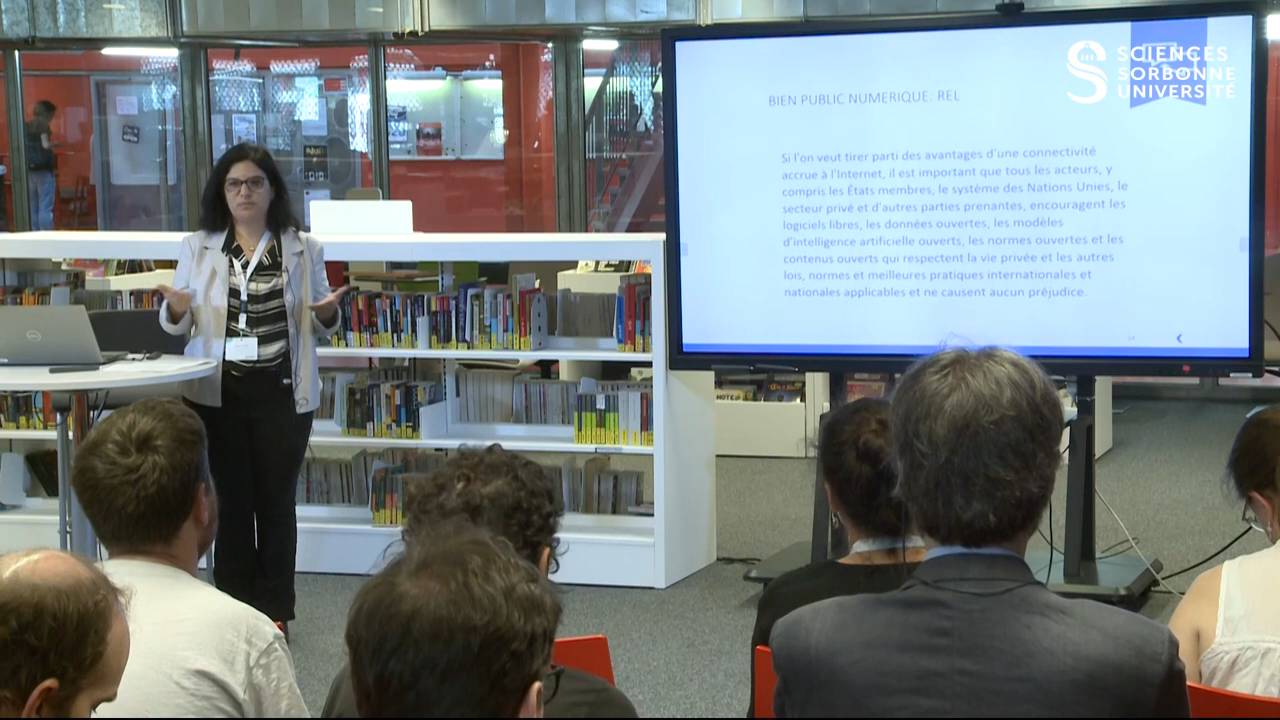 SCIENCES
SORBONNE
UNIVERSITÉ
BIEN PUBLIC NUMERIQUE: REL
Si l'on veut tirer parti des avantages d'une connectivité
accrue à l'Internet, il est important que tous les acteurs, y
compris les États membres, le système des Nations Unies, le
secteur privé et d'autres parties prenantes, encouragent les
logiciels libres, les données ouvertes, les modèles
d'intelligence artificielle ouverts, les normes ouvertes et les
contenus ouverts qui respectent la vie privée et les autres
lois, normes et meilleures pratiques internationales et
nationales applicables et ne causent aucun préjudice.
DELL